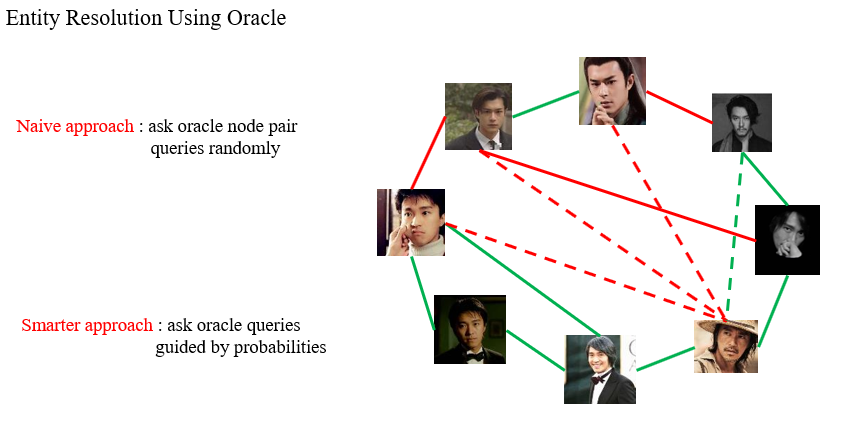 Entity Resolution Using Oracle
Naive approach : ask oracle node pair
queries randomly
Smarter approach : ask oracle queries
guided by probabilities